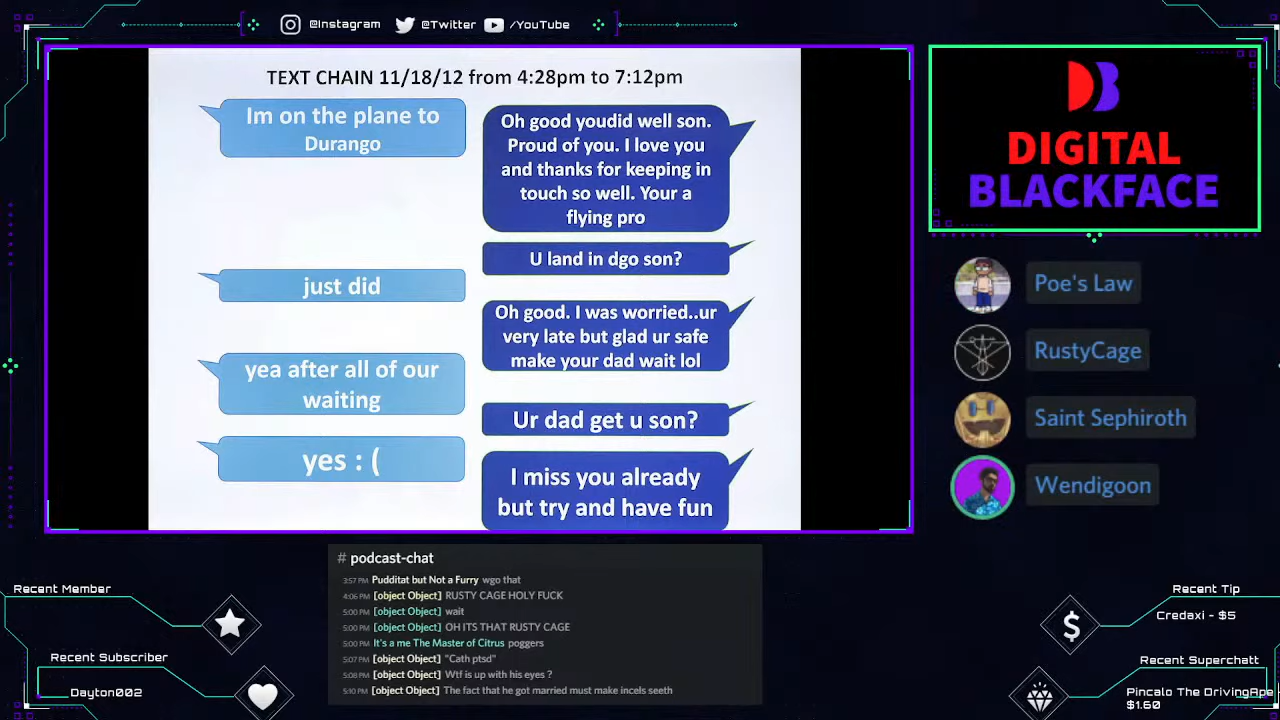 @Instagram @Twitter /YouTube
TEXT CHAIN 11/18/12 from 4:28pm to 7:12pm
Im on the plane to
Durango
Oh good youdid well son.
Proud of you. I love you
and thanks for keeping in
touch so well. Your a
flying pro
U land in dgo son?
just did
Oh good. I was worried..ur
very late but glad ur safe
make your dad wait lol
yea after all of our
waiting
Ur dad get u son?
yes : (
I miss you already
but try and have fun
DIGITAL
BLACKFACE
Poe's Law
RustyCage
Saint Sephiroth
Wendigoon
# podcast-chat
3:57 PM Pudditat but Not a Furry wgo that
4:06 PM [object Object] RUSTY CAGE HOLY FUCK
5:00 PM [object Object] wait
5:00 PM [object Object] OH ITS THAT RUSTY CAGE
5:00 PM It's a me The Master of Citrus poggers
5:07 PM [object Object] "Cath ptsd"
5:08 PM [object Object] Wtf is up with his eyes ?
5:10 PM [object Object] The fact that he got married must make incels seeth
Recent Member
Recent Subscriber
Dayton002
Recent Tip
Credaxi - $5
Recent Superchatt
Pincalo The DrivingApe
$1.60